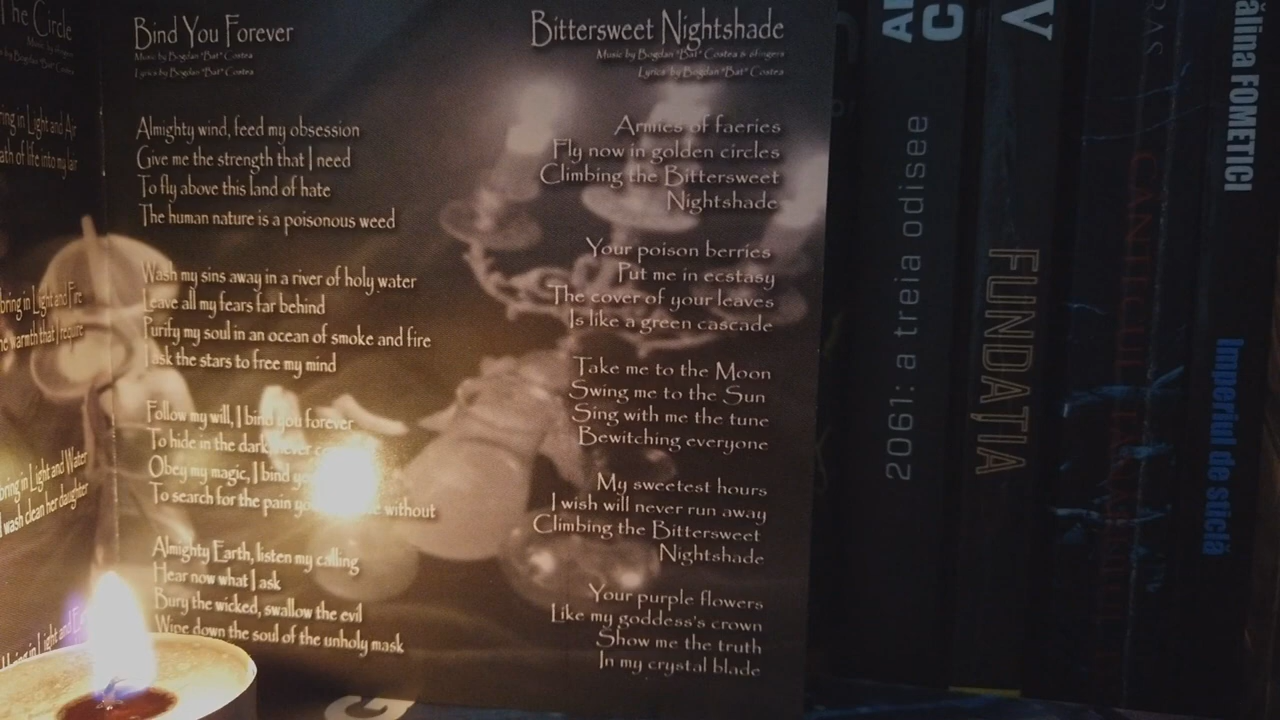 The Circle
ring in Light and Air
ath of life into my lair
bring in Light and Fire
he warmth that I require
bring in Light and Water
wash clean her daughter
Bind You Forever
Music by Bogdan "Bat" Costea
Lyrics by Bogdan "Bat" Costea
Almighty wind, feed my obsession
Give me the strength that I need
To fly above this land of hate
The human nature is a poisonous weed
Wash my sins away in a river of holy water
Leave all my fears far behind
Purify my soul in an ocean of smoke and fire
I ask the stars to free my mind
Follow my will, I bind you forever
To hide in the dark never
Obey my magic, I bind
To search for the pain without
Almighty Earth, listen my calling
Hear now what I ask
Bury the wicked, swallow the evil
Wipe down the soul of the unholy mask
Bittersweet Nightshade
Music by Bogdan "Bat" Costea &
Lyrics by Bogdan "Bat" Costea
Armies of faeries
Fly now in golden circles
Climbing the Bittersweet
Nightshade
Your poison berries
Put me in ecstasy
The cover of your leaves
Is like a green cascade
Take me to the Moon
Swing me to the Sun
Sing with me the tune
Bewitching everyone
My sweetest hours
I wish will never run away
Climbing the Bittersweet
Nightshade
Your purple flowers
Like my goddess's crown
Show me the truth
In my crystal blade
2061: a treia odisee
FUNDAȚIA
ălina FOMETICI
Imperiul de sticlă